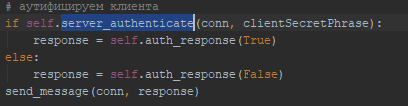 # аутифицируем клиента
if self.server_authenticate(conn, clientSecretPhrase):
    response = self.auth_response(True)
else:
    response = self.auth_response(False)
send_message(conn, response)